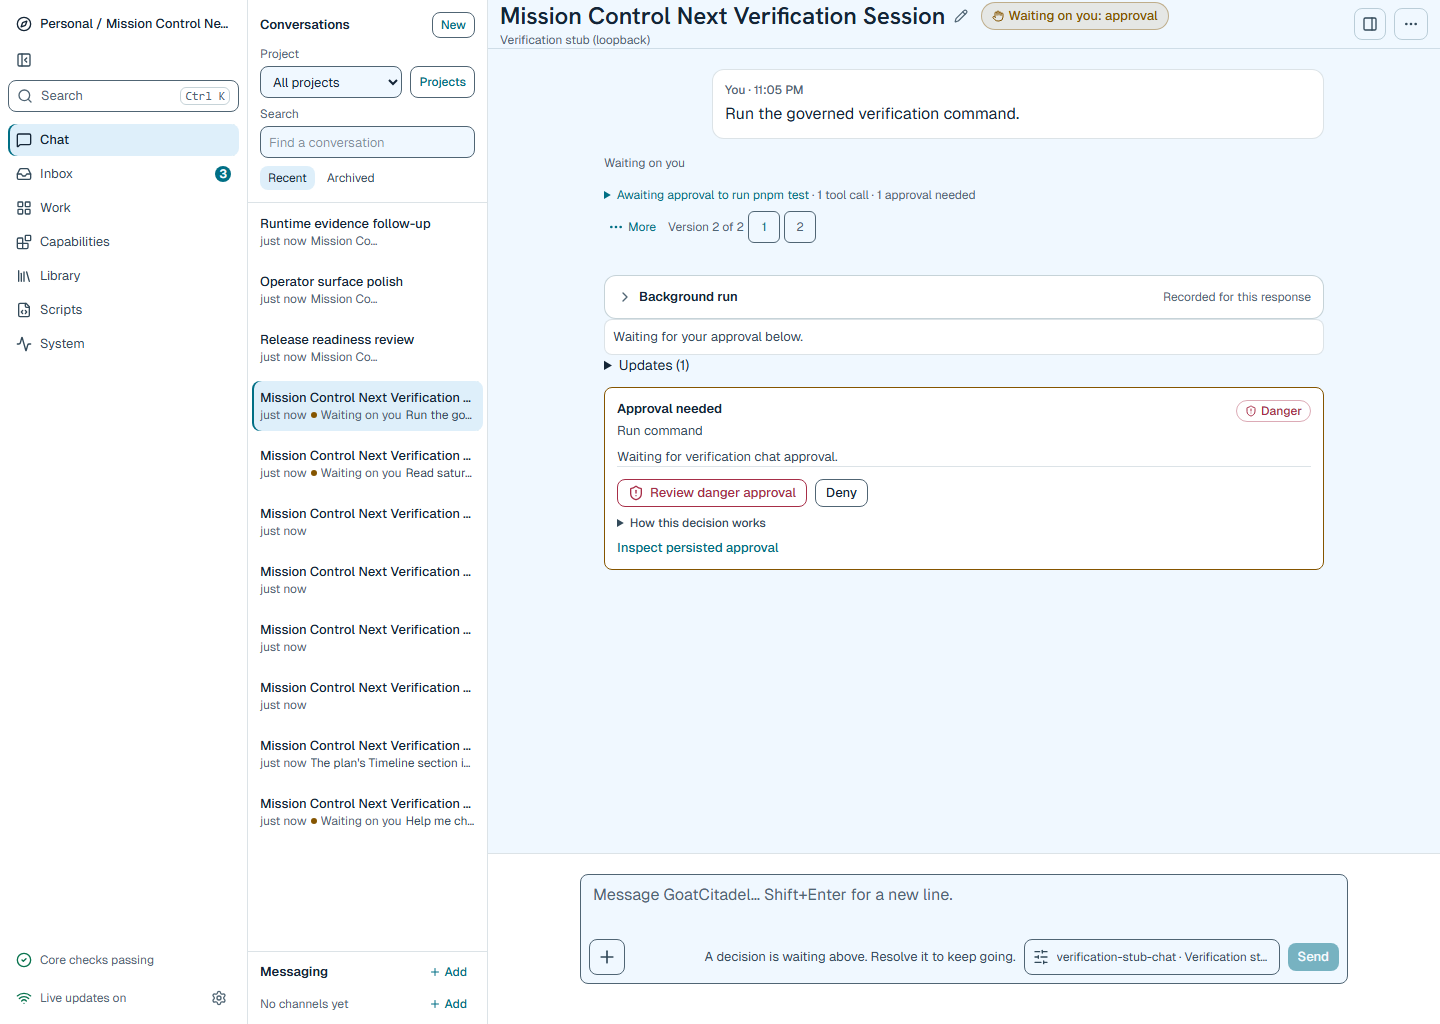 Personal / Mission Control Ne...
Search
Ctrl K
Chat
Inbox
3
Work
Capabilities
Library
Scripts
System
Core checks passing
Live updates on
Conversations
New
Project
All projects
Projects
Search
Find a conversation
Recent
Archived
Runtime evidence follow-up
just now Mission Co...
Operator surface polish
just now Mission Co...
Release readiness review
just now Mission Co...
Mission Control Next Verification ...
just now Waiting on you Run the go...
Mission Control Next Verification ...
just now Waiting on you Read satur...
Mission Control Next Verification ...
just now
Mission Control Next Verification ...
just now
Mission Control Next Verification ...
just now
Mission Control Next Verification ...
just now
Mission Control Next Verification ...
just now The plan's Timeline section i...
Mission Control Next Verification ...
just now Waiting on you Help me ch...
Messaging
+ Add
No channels yet
+ Add
Mission Control Next Verification Session
Waiting on you: approval
Verification stub (loopback)
You · 11:05 PM
Run the governed verification command.
Waiting on you
Awaiting approval to run pnpm test · 1 tool call · 1 approval needed
More
Version 2 of 2
1
2
Background run
Recorded for this response
Waiting for your approval below.
Updates (1)
Approval needed
Danger
Run command
Waiting for verification chat approval.
Review danger approval
Deny
How this decision works
Inspect persisted approval
Message GoatCitadel... Shift+Enter for a new line.
A decision is waiting above. Resolve it to keep going.
verification-stub-chat · Verification st...
Send